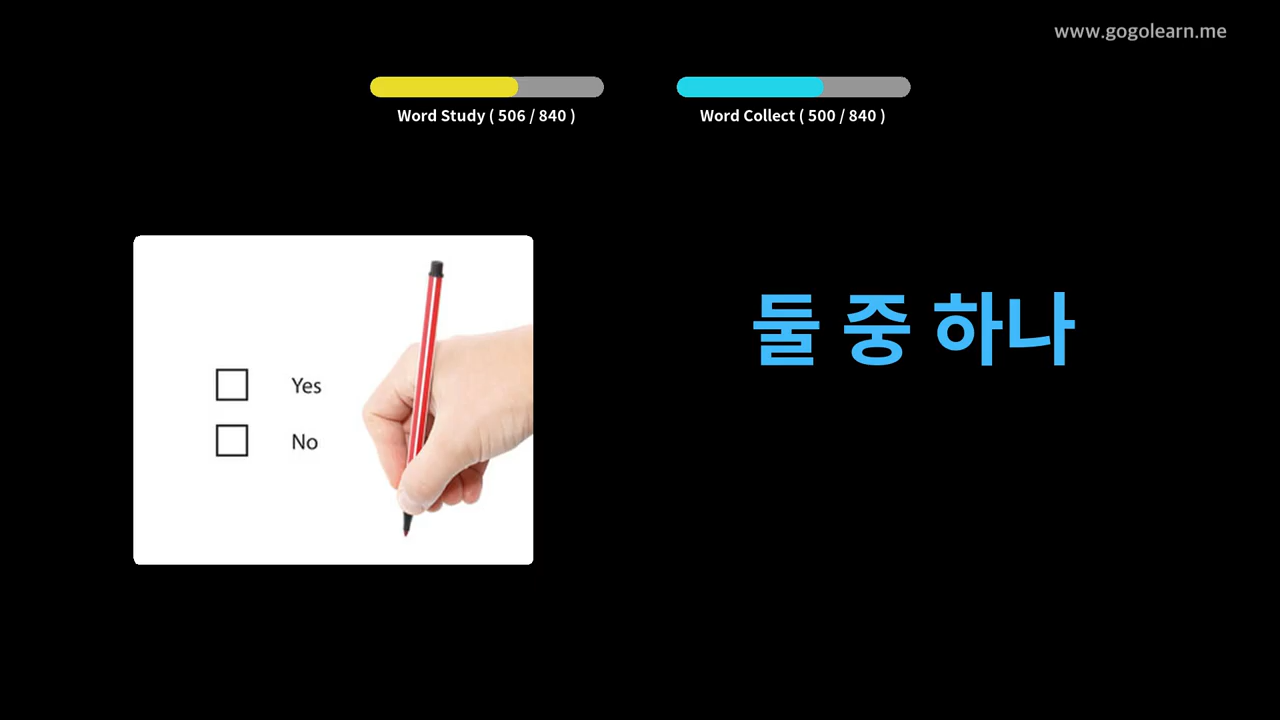 www.gogolearn.me
Word Study ( 506 / 840 )
Word Collect ( 500 / 840 )
Yes
No
둘 중 하나